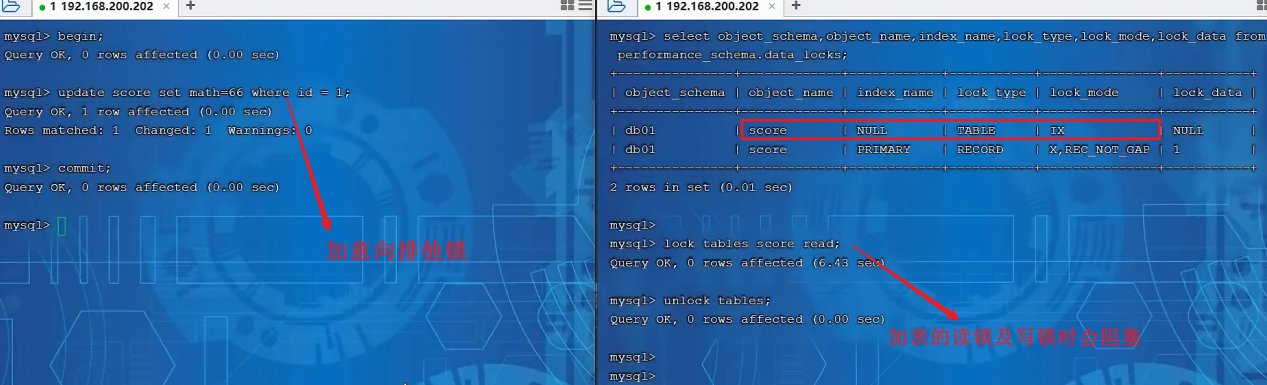 1 192.168.200.202 × +
mysql> begin;
Query OK, 0 rows affected (0.00 sec)
mysql> update score set math=66 where id = 1;
Query OK, 1 row affected (0.00 sec)
Rows matched: 1  Changed: 1  Warnings: 0
mysql> commit;
Query OK, 0 rows affected (0.00 sec)
mysql>
加意向排他锁
1 192.168.200.202 × +
mysql> select object_schema,object_name,index_name,lock_type,lock_mode,lock_data from
performance_schema.data_locks;
+---------------+-------------+------------+-----------+---------------+-----------+
| object_schema | object_name | index_name | lock_type | lock_mode     | lock_data |
+---------------+-------------+------------+-----------+---------------+-----------+
| db01          | score       | NULL       | TABLE     | IX            | NULL      |
| db01          | score       | PRIMARY    | RECORD    | X,REC_NOT_GAP | 1         |
+---------------+-------------+------------+-----------+---------------+-----------+
2 rows in set (0.01 sec)
mysql>
mysql> lock tables score read;
Query OK, 0 rows affected (6.43 sec)
mysql> unlock tables;
Query OK, 0 rows affected (0.00 sec)
加表的读锁及写锁时会阻塞
mysql>
mysql>